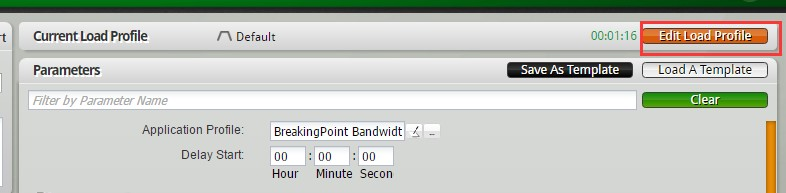 Current Load Profile Default 00:01:16 Edit Load Profile
Parameters Save As Template Load A Template
Filter by Parameter Name Clear
Application Profile: BreakingPoint Bandwidt
Delay Start: 00 : 00 : 00
Hour Minute Secon